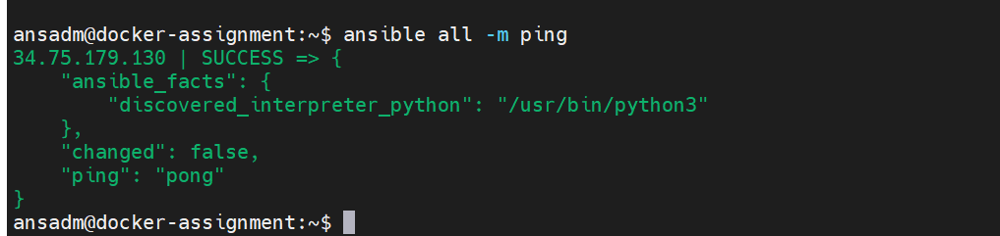 ansadm@docker-assignment:~$ ansible all -m ping
34.75.179.130 | SUCCESS => {
    "ansible_facts": {
        "discovered_interpreter_python": "/usr/bin/python3"
    },
    "changed": false,
    "ping": "pong"
}
ansadm@docker-assignment:~$